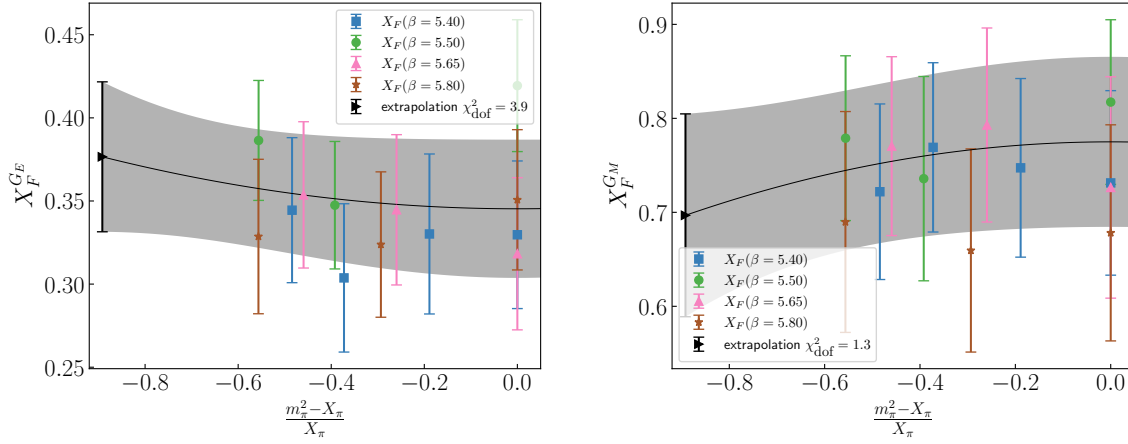 0.45
0.40
0.35
0.30
0.25
X_F^{G_E}
X_F(β = 5.40)
X_F(β = 5.50)
X_F(β = 5.65)
X_F(β = 5.80)
extrapolation χ²_dof = 3.9
−0.8 −0.6 −0.4 −0.2 0.0
\frac{m_π^2−X_π}{X_π}
0.9
0.8
0.7
0.6
X_F^{G_M}
X_F(β = 5.40)
X_F(β = 5.50)
X_F(β = 5.65)
X_F(β = 5.80)
extrapolation χ²_dof = 1.3
−0.8 −0.6 −0.4 −0.2 0.0
\frac{m_π^2−X_π}{X_π}